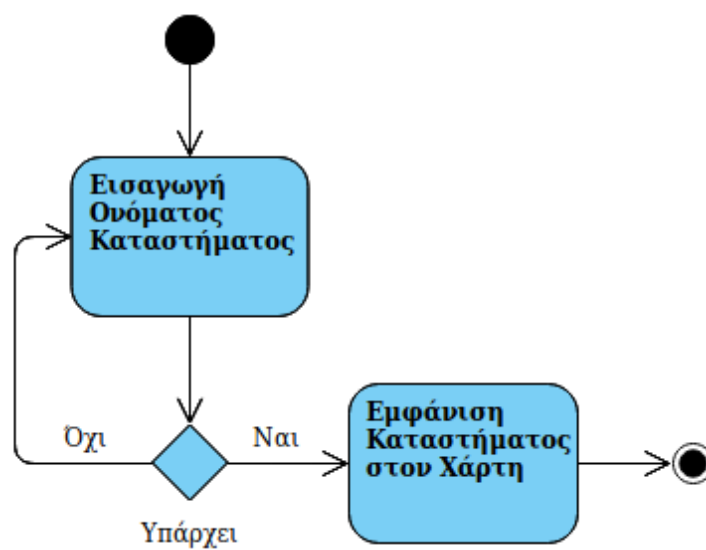 Εισαγωγή
Ονόματος
Καταστήματος
Όχι
Ναι
Υπάρχει
Εμφάνιση
Καταστήματος
στον Χάρτη